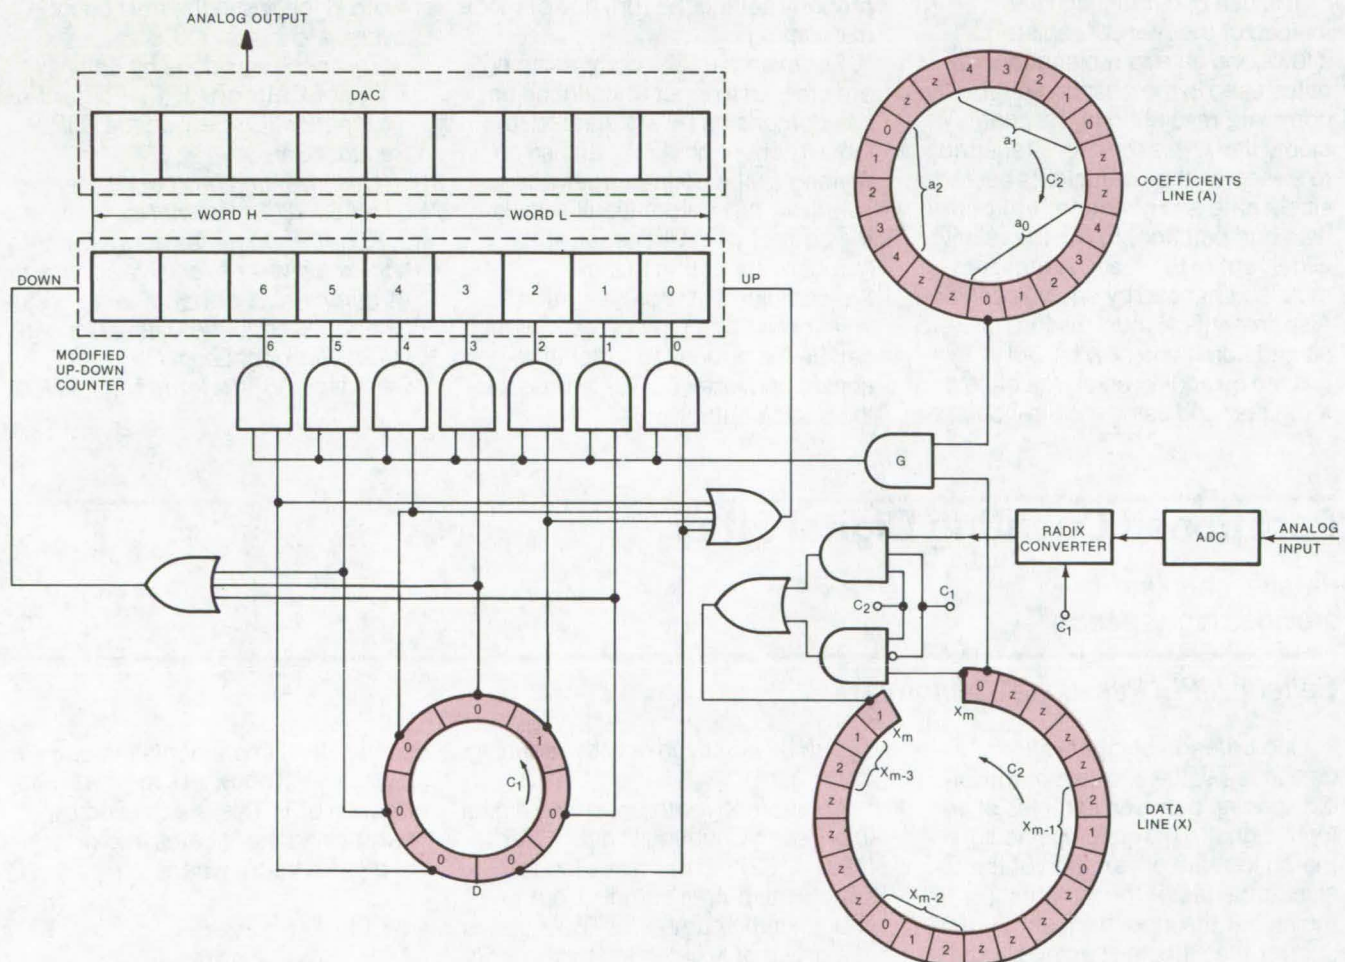 ANALOG OUTPUT
DAC
WORD H WORD L
DOWN UP
6 5 4 3 2 1 0
MODIFIED
UP-DOWN
COUNTER
6 5 4 3 2 1 0
z 4 3 2 1 0 z z 4 3 2 1 0 z z z 4 3 2 1 0
a1
a2
a0
C2
COEFFICIENTS
LINE (A)
G
RADIX
CONVERTER
ADC
ANALOG
INPUT
C1
C2
C1
0 1 0 0 0 0 0
C1
D
0 z z z z z 2 1 0 z z z z z 2 1 0 z z z 2 1 1
Xm
Xm
Xm-3
C2
Xm-1
Xm-2
DATA
LINE (X)